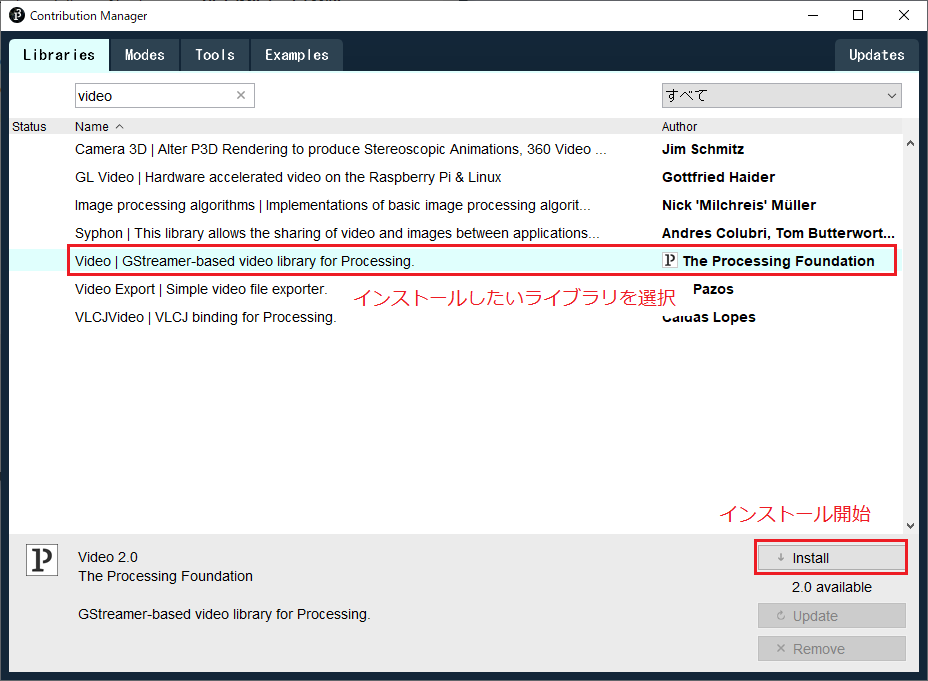 Contribution Manager
Libraries Modes Tools Examples Updates
video すべて
Status Name Author
Camera 3D | Alter P3D Rendering to produce Stereoscopic Animations, 360 Video ... Jim Schmitz
GL Video | Hardware accelerated video on the Raspberry Pi & Linux Gottfried Haider
Image processing algorithms | Implementations of basic image processing algorit... Nick 'Milchreis' Müller
Syphon | This library allows the sharing of video and images between applications... Andres Colubri, Tom Butterwort...
Video | GStreamer-based video library for Processing. P The Processing Foundation
Video Export | Simple video file exporter. Pazos
インストールしたいライブラリを選択
VLCJVideo | VLCJ binding for Processing. Caldas Lopes
インストール開始
P Video 2.0 Install
The Processing Foundation
2.0 available
GStreamer-based video library for Processing. Update
Remove